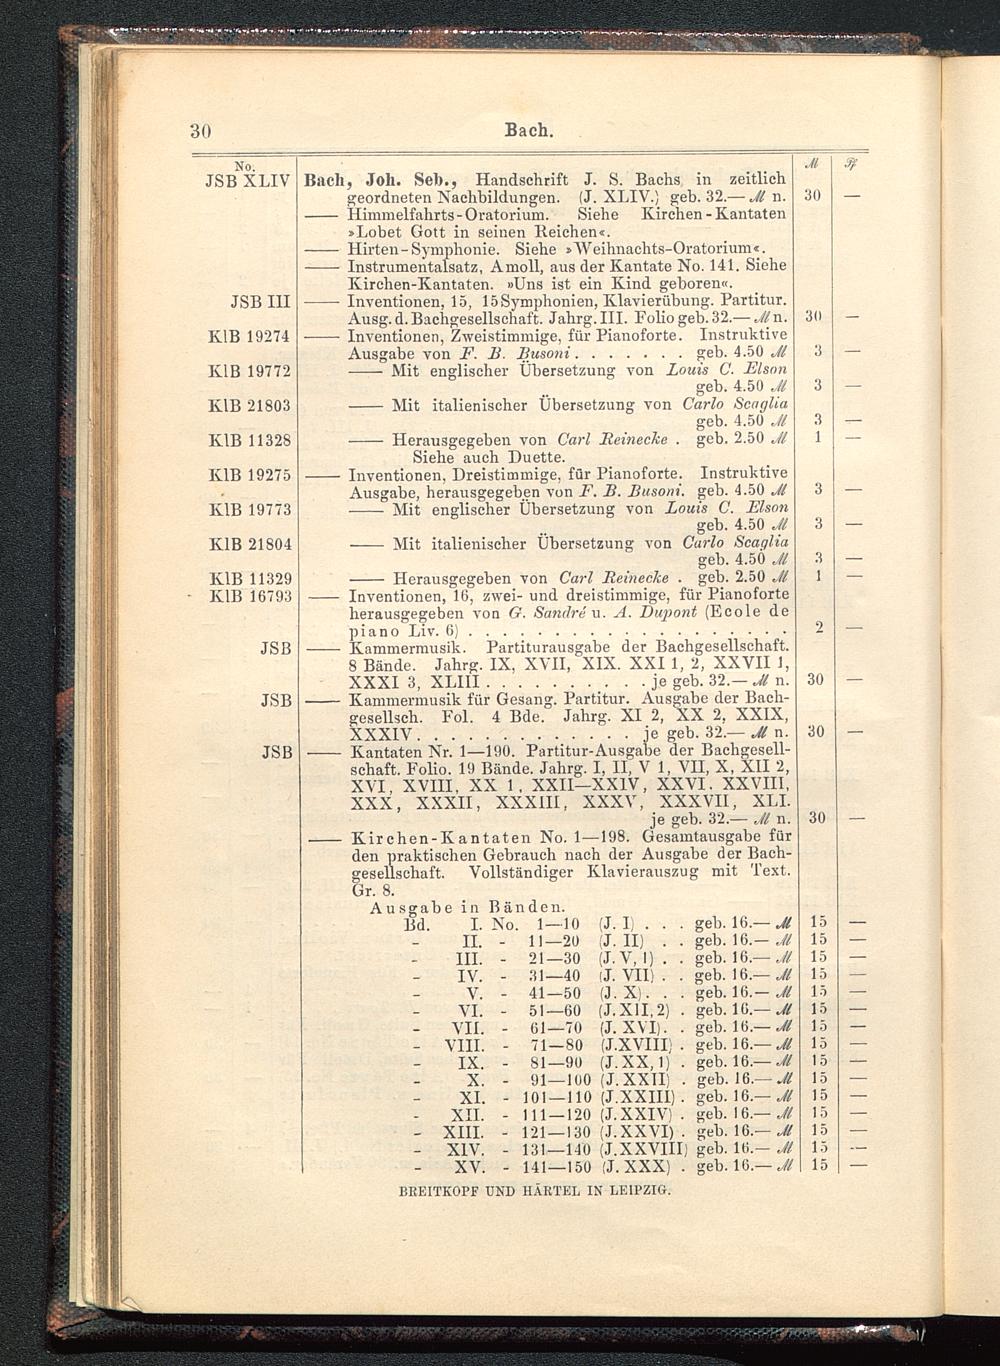 30 Bach.
No. ℳ ₰
JSB XLIV Bach, Joh. Seb., Handschrift J. S. Bachs in zeitlich
geordneten Nachbildungen. (J. XLIV.) geb. 32.— ℳ n. 30 —
—— Himmelfahrts-Oratorium. Siehe Kirchen-Kantaten
»Lobet Gott in seinen Reichen«.
—— Hirten-Symphonie. Siehe »Weihnachts-Oratorium«.
—— Instrumentalsatz, Amoll, aus der Kantate No. 141. Siehe
Kirchen-Kantaten. »Uns ist ein Kind geboren«.
JSB III —— Inventionen, 15, 15 Symphonien, Klavierübung. Partitur.
Ausg. d. Bachgesellschaft. Jahrg. III. Folio geb. 32.— ℳ n. 30 —
KlB 19274 —— Inventionen, Zweistimmige, für Pianoforte. Instruktive
Ausgabe von F. B. Busoni . . . . . . . geb. 4.50 ℳ 3 —
KlB 19772 —— Mit englischer Übersetzung von Louis C. Elson
geb. 4.50 ℳ 3 —
KlB 21803 —— Mit italienischer Übersetzung von Carlo Scaglia
geb. 4.50 ℳ 3 —
KlB 11328 —— Herausgegeben von Carl Reinecke . geb. 2.50 ℳ 1 —
Siehe auch Duette.
KlB 19275 —— Inventionen, Dreistimmige, für Pianoforte. Instruktive
Ausgabe, herausgegeben von F. B. Busoni. geb. 4.50 ℳ 3 —
KlB 19773 —— Mit englischer Übersetzung von Louis C. Elson
geb. 4.50 ℳ 3 —
KlB 21804 —— Mit italienischer Übersetzung von Carlo Scaglia
geb. 4.50 ℳ 3 —
KlB 11329 —— Herausgegeben von Carl Reinecke . geb. 2.50 ℳ 1 —
KlB 16793 —— Inventionen, 16, zwei- und dreistimmige, für Pianoforte
herausgegeben von G. Sandré u. A. Dupont (Ecole de
piano Liv. 6) . . . . . . . . . . . . . . . . . . . 2 —
JSB —— Kammermusik. Partiturausgabe der Bachgesellschaft.
8 Bände. Jahrg. IX, XVII, XIX. XXI 1, 2, XXVII 1,
XXXI 3, XLIII . . . . . . . . . . je geb. 32.— ℳ n. 30 —
JSB —— Kammermusik für Gesang. Partitur. Ausgabe der Bach-
gesellsch. Fol. 4 Bde. Jahrg. XI 2, XX 2, XXIX,
XXXIV . . . . . . . . . . . . . je geb. 32.— ℳ n. 30 —
JSB —— Kantaten Nr. 1—190. Partitur-Ausgabe der Bachgesell-
schaft. Folio. 19 Bände. Jahrg. I, II, V 1, VII, X, XII 2,
XVI, XVIII, XX 1, XXII—XXIV, XXVI. XXVIII,
XXX, XXXII, XXXIII, XXXV, XXXVII, XLI.
je geb. 32.— ℳ n. 30 —
—— Kirchen-Kantaten No. 1—198. Gesamtausgabe für
den praktischen Gebrauch nach der Ausgabe der Bach-
gesellschaft. Vollständiger Klavierauszug mit Text.
Gr. 8.
Ausgabe in Bänden.
Bd. I. No. 1—10 (J. I) . . . geb. 16.— ℳ 15 —
- II. - 11—20 (J. II) . . geb. 16.— ℳ 15 —
- III. - 21—30 (J. V, 1) . . geb. 16.— ℳ 15 —
- IV. - 31—40 (J. VII) . . geb. 16.— ℳ 15 —
- V. - 41—50 (J. X) . . . geb. 16.— ℳ 15 —
- VI. - 51—60 (J. XII, 2) . geb. 16.— ℳ 15 —
- VII. - 61—70 (J. XVI) . . geb. 16.— ℳ 15 —
- VIII. - 71—80 (J. XVIII) . geb. 16.— ℳ 15 —
- IX. - 81—90 (J. XX, 1) . geb. 16.— ℳ 15 —
- X. - 91—100 (J. XXII) . geb. 16.— ℳ 15 —
- XI. - 101—110 (J. XXIII) . geb. 16.— ℳ 15 —
- XII. - 111—120 (J. XXIV) . geb. 16.— ℳ 15 —
- XIII. - 121—130 (J. XXVI) . geb. 16.— ℳ 15 —
- XIV. - 131—140 (J. XXVIII) geb. 16.— ℳ 15 —
- XV. - 141—150 (J. XXX) . geb. 16.— ℳ 15 —
BREITKOPF UND HÄRTEL IN LEIPZIG.